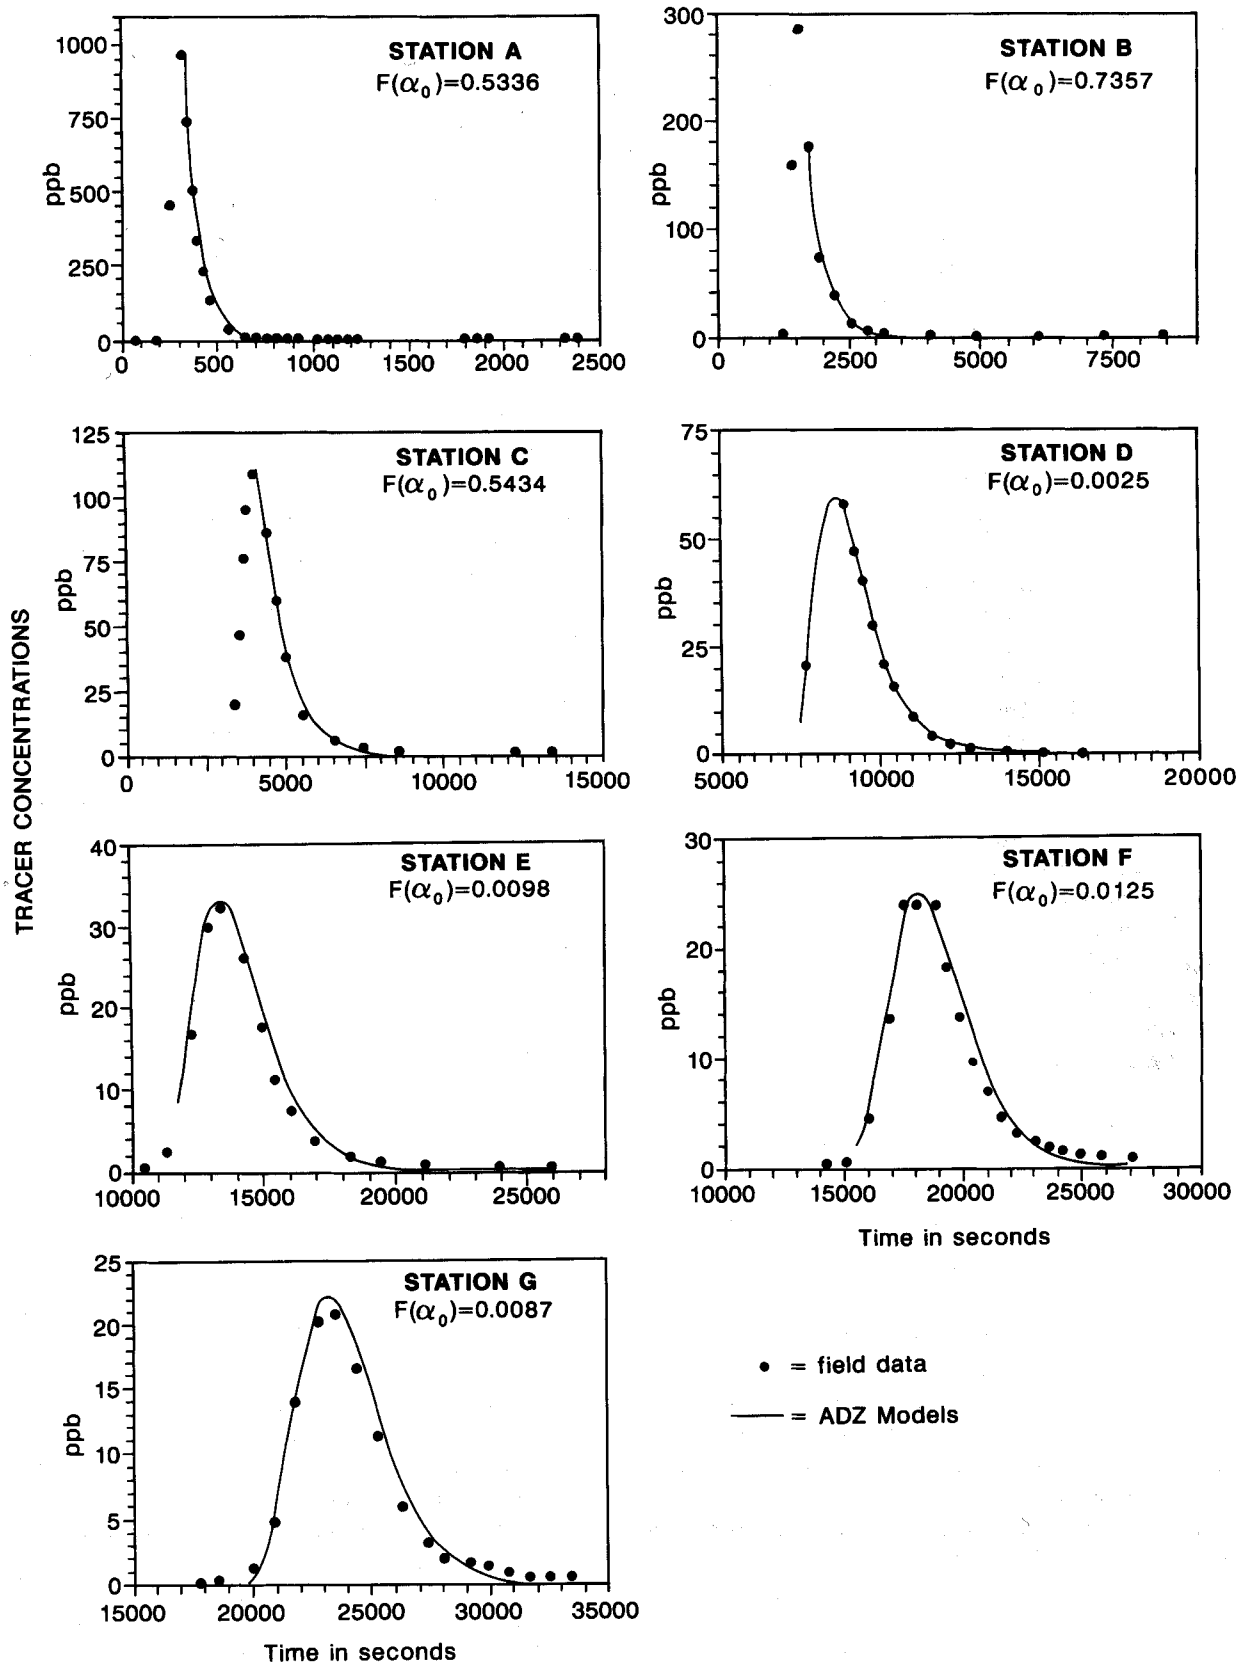 TRACER CONCENTRATIONS
STATION A
F(α₀)=0.5336
ppb
1000
750
500
250
0
0 500 1000 1500 2000 2500
STATION B
F(α₀)=0.7357
ppb
300
200
100
0
0 2500 5000 7500
STATION C
F(α₀)=0.5434
ppb
125
100
75
50
25
0
0 5000 10000 15000
STATION D
F(α₀)=0.0025
ppb
75
50
25
0
5000 10000 15000 20000
STATION E
F(α₀)=0.0098
ppb
40
30
20
10
0
10000 15000 20000 25000
STATION F
F(α₀)=0.0125
ppb
30
20
10
0
10000 15000 20000 25000 30000
Time in seconds
STATION G
F(α₀)=0.0087
ppb
25
20
15
10
5
0
15000 20000 25000 30000 35000
Time in seconds
● = field data
— = ADZ Models